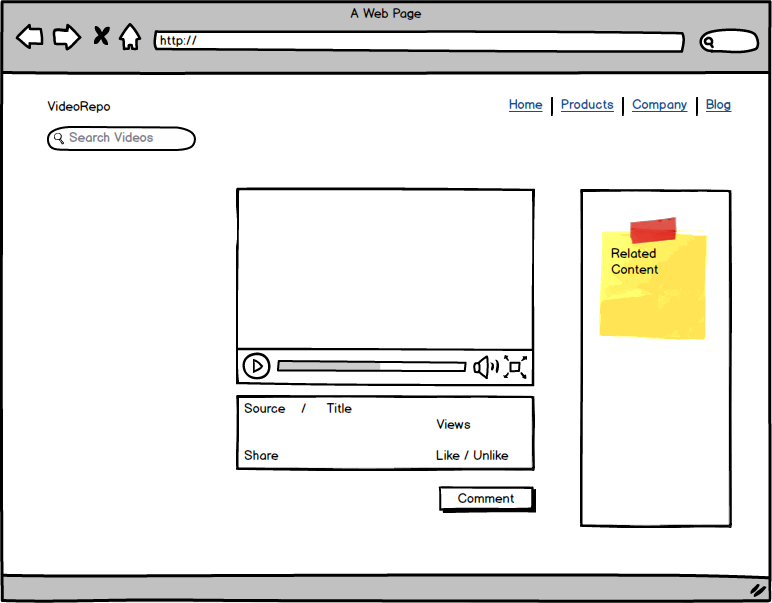 A Web Page
http://
VideoRepo
Home Products Company Blog
Search Videos
Related
Content
Source / Title
Views
Share Like / Unlike
Comment